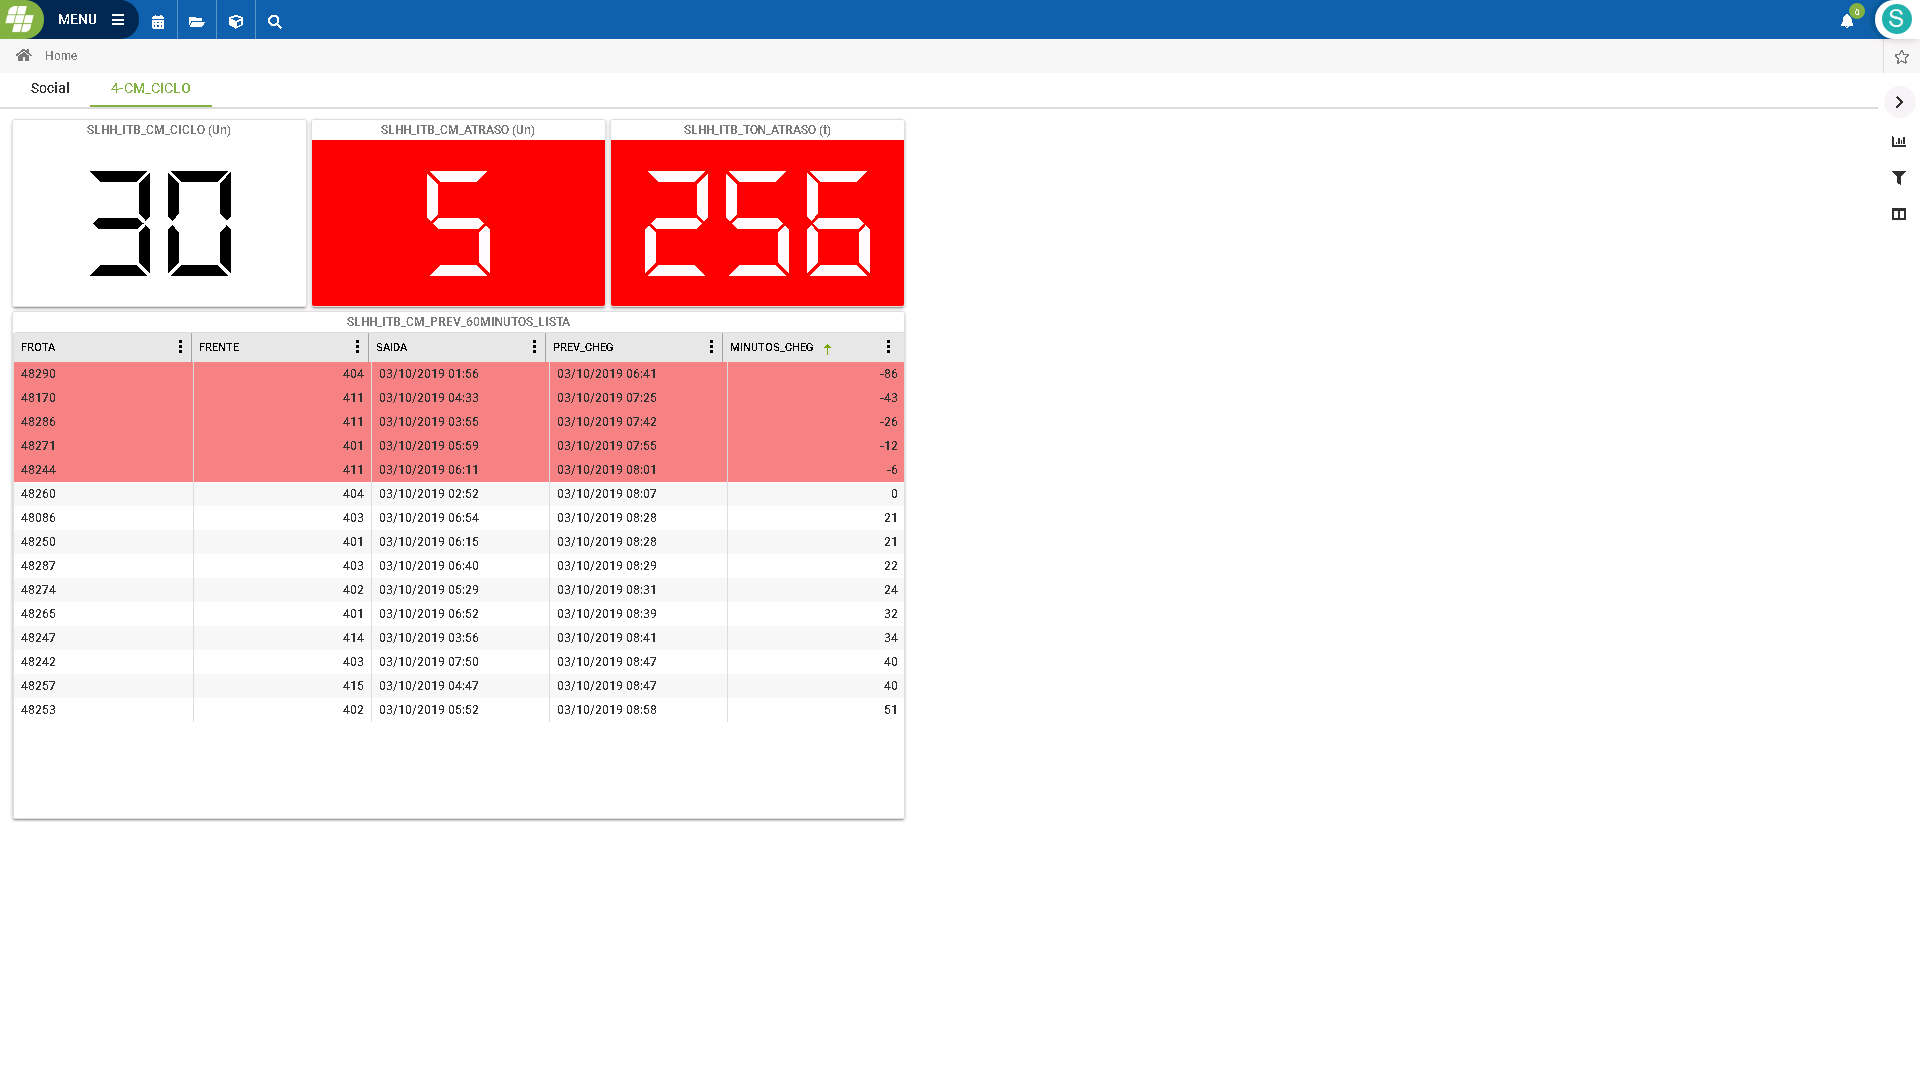 MENU
0
S
Home
Social 4-CM_CICLO
SLHH_ITB_CM_CICLO (Un) SLHH_ITB_CM_ATRASO (Un) SLHH_ITB_TON_ATRASO (t)
30 5 256
SLHH_ITB_CM_PREV_60MINUTOS_LISTA
FROTA FRENTE SAIDA PREV_CHEG MINUTOS_CHEG
48290 404 03/10/2019 01:56 03/10/2019 06:41 -86
48170 411 03/10/2019 04:33 03/10/2019 07:25 -43
48286 411 03/10/2019 03:55 03/10/2019 07:42 -26
48271 401 03/10/2019 05:59 03/10/2019 07:55 -12
48244 411 03/10/2019 06:11 03/10/2019 08:01 -6
48260 404 03/10/2019 02:52 03/10/2019 08:07 0
48086 403 03/10/2019 06:54 03/10/2019 08:28 21
48250 401 03/10/2019 06:15 03/10/2019 08:28 21
48287 403 03/10/2019 06:40 03/10/2019 08:29 22
48274 402 03/10/2019 05:29 03/10/2019 08:31 24
48265 401 03/10/2019 06:52 03/10/2019 08:39 32
48247 414 03/10/2019 03:56 03/10/2019 08:41 34
48242 403 03/10/2019 07:50 03/10/2019 08:47 40
48257 415 03/10/2019 04:47 03/10/2019 08:47 40
48253 402 03/10/2019 05:52 03/10/2019 08:58 51